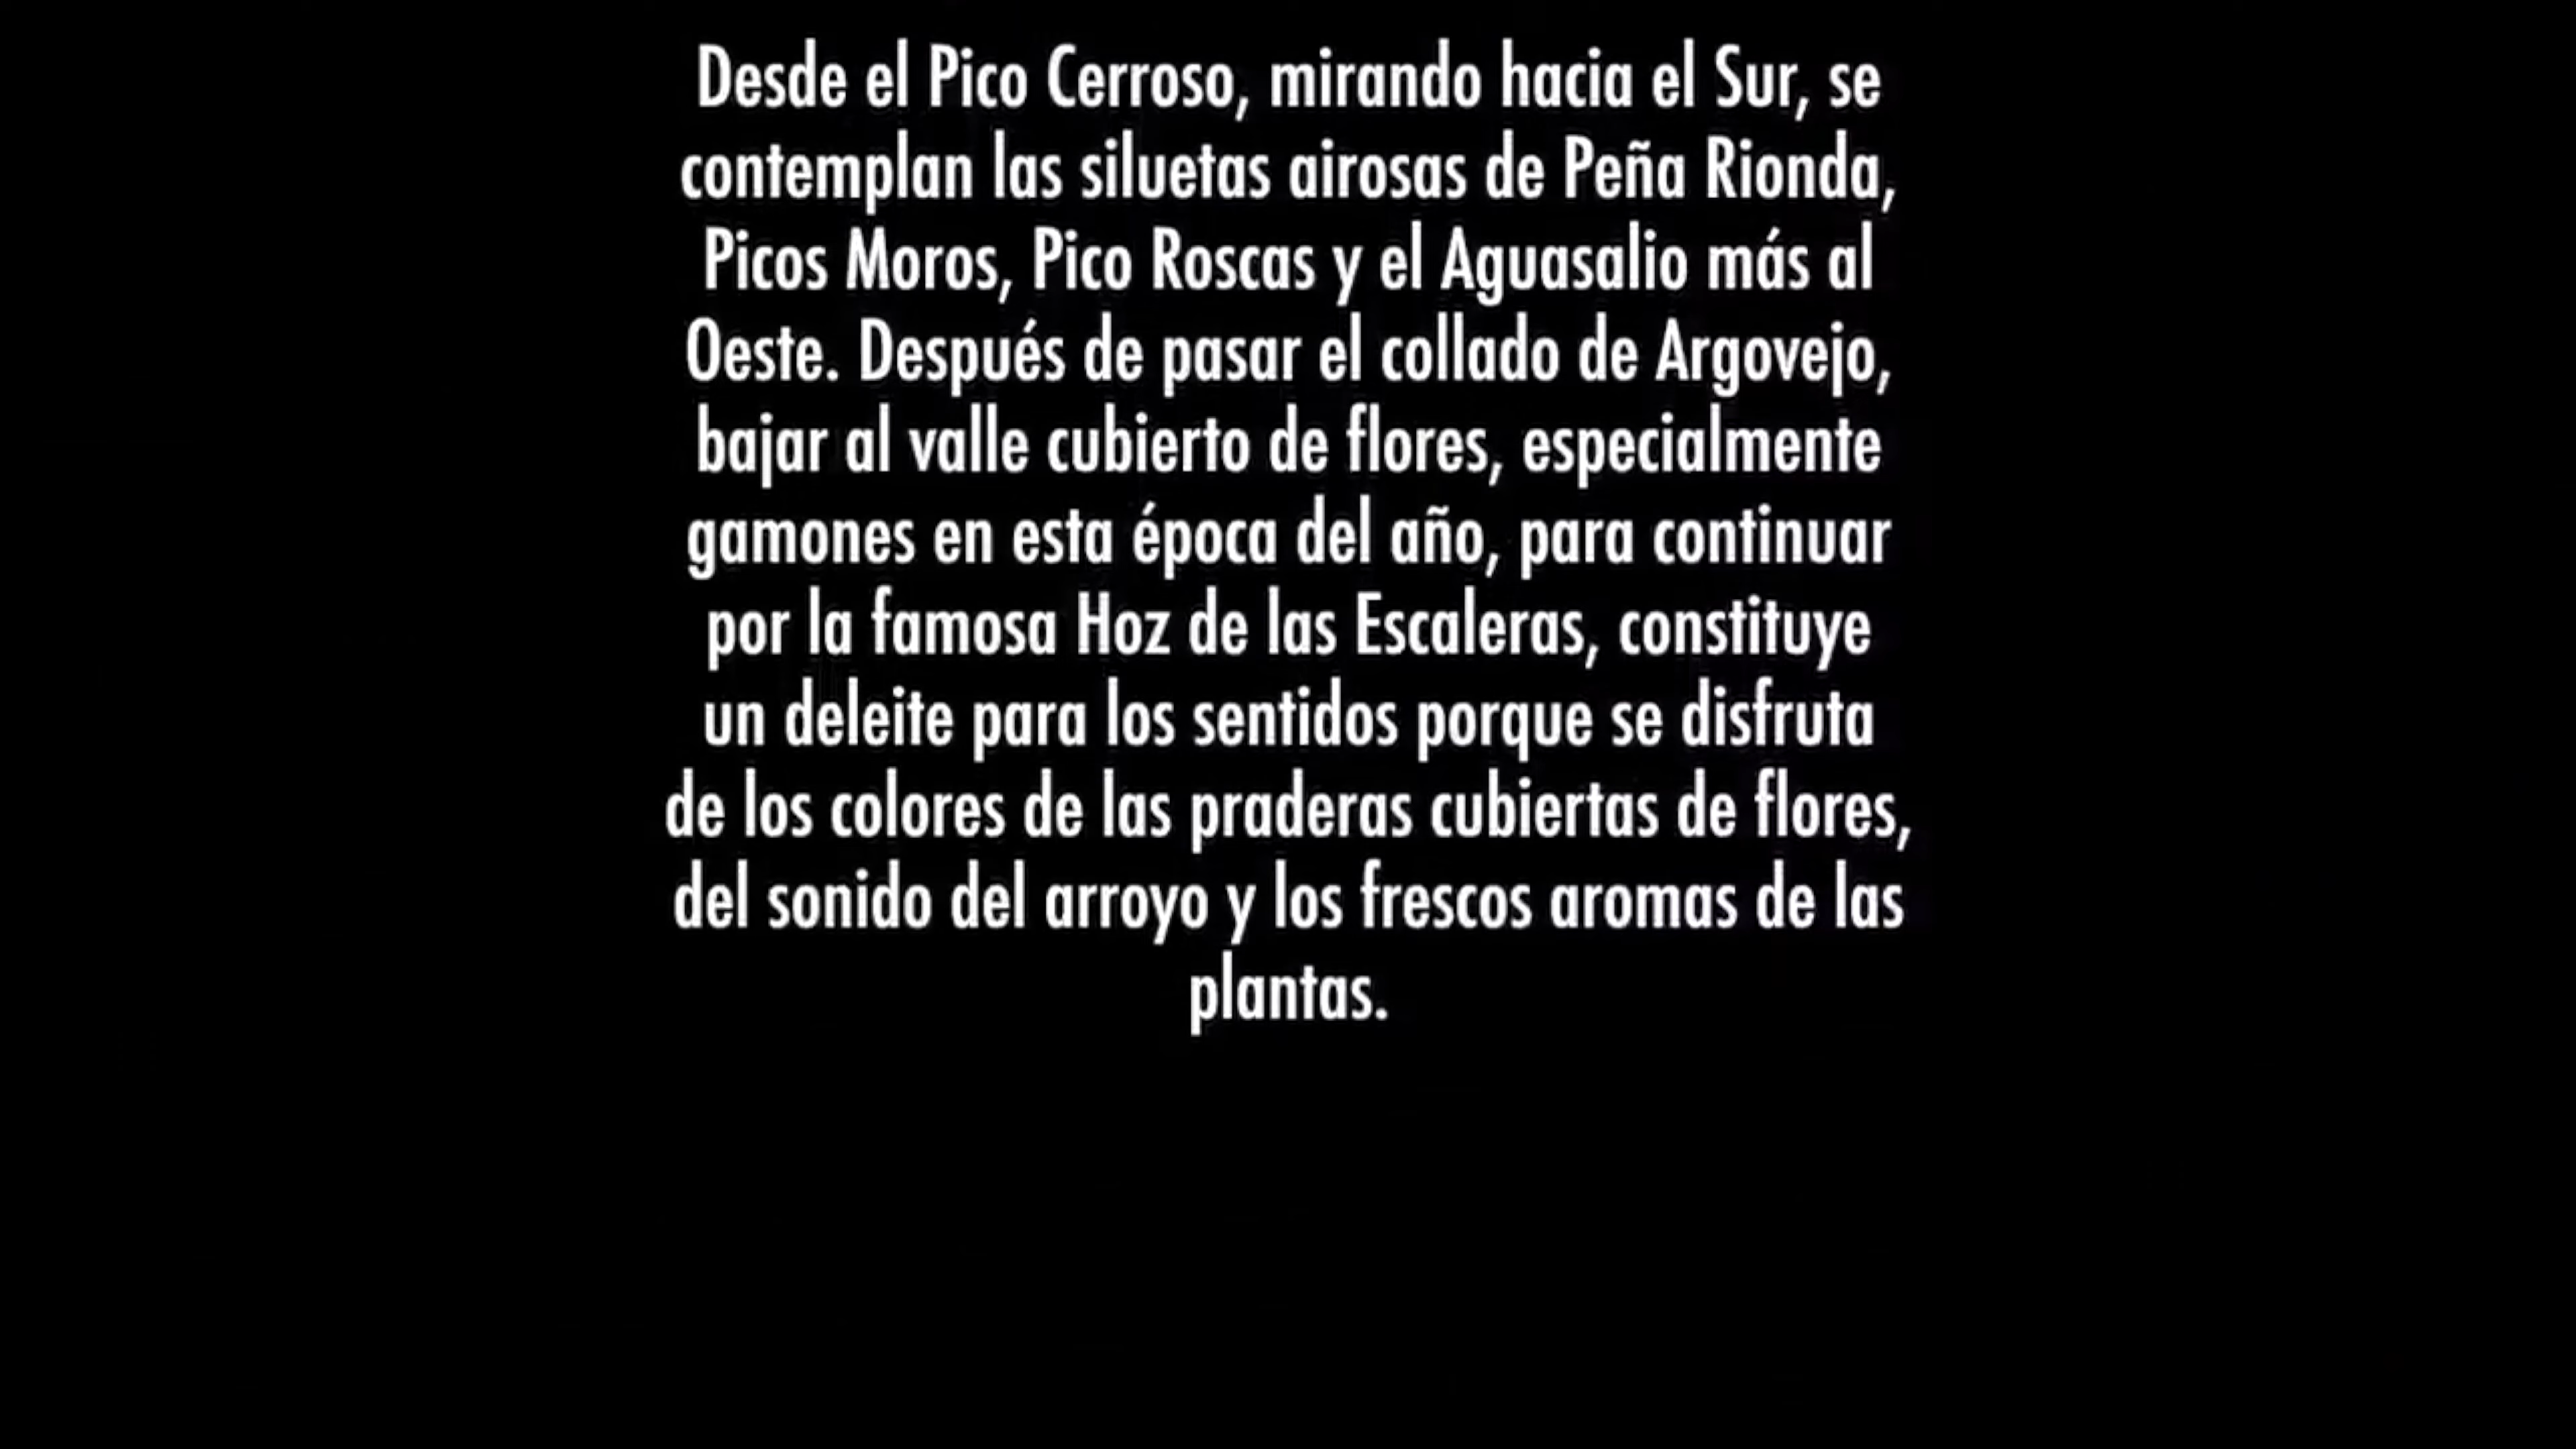 Desde el Pico Cerroso, mirando hacia el Sur, se
contemplan las siluetas airosas de Peña Rionda,
Picos Moros, Pico Roscas y el Aguasalio más al
Oeste. Después de pasar el collado de Argovejo,
bajar al valle cubierto de flores, especialmente
gamones en esta época del año, para continuar
por la famosa Hoz de las Escaleras, constituye
un deleite para los sentidos porque se disfruta
de los colores de las praderas cubiertas de flores,
del sonido del arroyo y los frescos aromas de las
plantas.